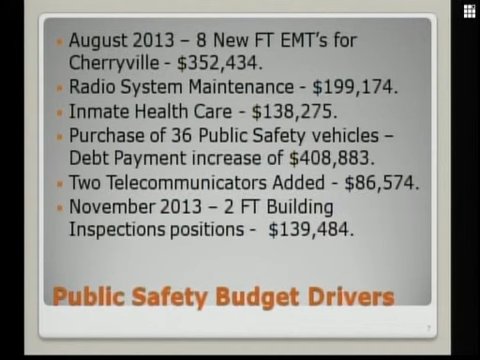 August 2013 – 8 New FT EMT's for
Cherryville - $352,434.
Radio System Maintenance - $199,174.
Inmate Health Care - $138,275.
Purchase of 36 Public Safety vehicles –
Debt Payment increase of $408,883.
Two Telecommunicators Added - $86,574.
November 2013 – 2 FT Building
Inspections positions - $139,484.
Public Safety Budget Drivers